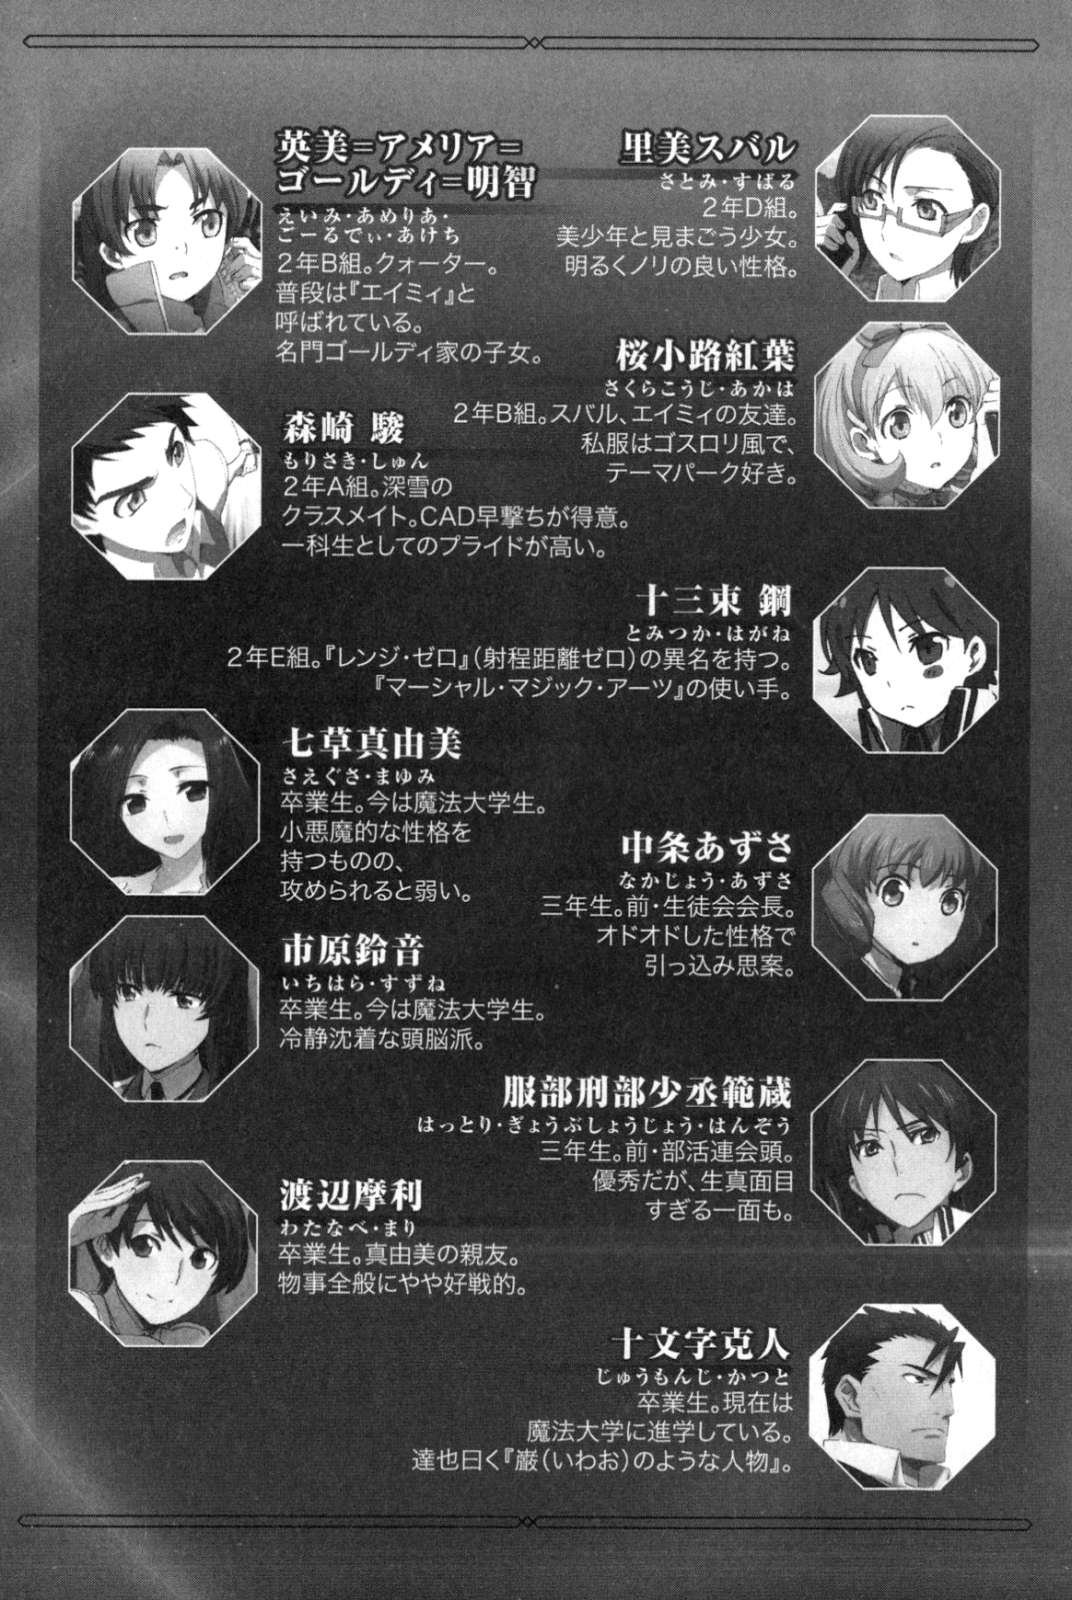 英美=アメリア=
ゴールディ=明智
えいみ・あめりあ・
ごーるでぃ・あけち
2年B組。クォーター。
普段は『エイミィ』と
呼ばれている。
名門ゴールディ家の子女。
里美スバル
さとみ・すばる
2年D組。
美少年と見まごう少女。
明るくノリの良い性格。
桜小路紅葉
さくらこうじ・あかは
2年B組。スバル、エイミィの友達。
私服はゴスロリ風で、
テーマパーク好き。
森崎 駿
もりさき・しゅん
2年A組。深雪の
クラスメイト。CAD早撃ちが得意。
一科生としてのプライドが高い。
十三束 鋼
とみつか・はがね
2年E組。『レンジ・ゼロ』(射程距離ゼロ)の異名を持つ。
『マーシャル・マジック・アーツ』の使い手。
七草真由美
さえぐさ・まゆみ
卒業生。今は魔法大学生。
小悪魔的な性格を
持つものの、
攻められると弱い。
中条あずさ
なかじょう・あずさ
三年生。前・生徒会会長。
オドオドした性格で
引っ込み思案。
市原鈴音
いちはら・すずね
卒業生。今は魔法大学生。
冷静沈着な頭脳派。
服部刑部少丞範蔵
はっとり・ぎょうぶしょうじょう・はんぞう
三年生。前・部活連会頭。
優秀だが、生真面目
すぎる一面も。
渡辺摩利
わたなべ・まり
卒業生。真由美の親友。
物事全般にやや好戦的。
十文字克人
じゅうもんじ・かつと
卒業生。現在は
魔法大学に進学している。
達也曰く『巌(いわお)のような人物』。